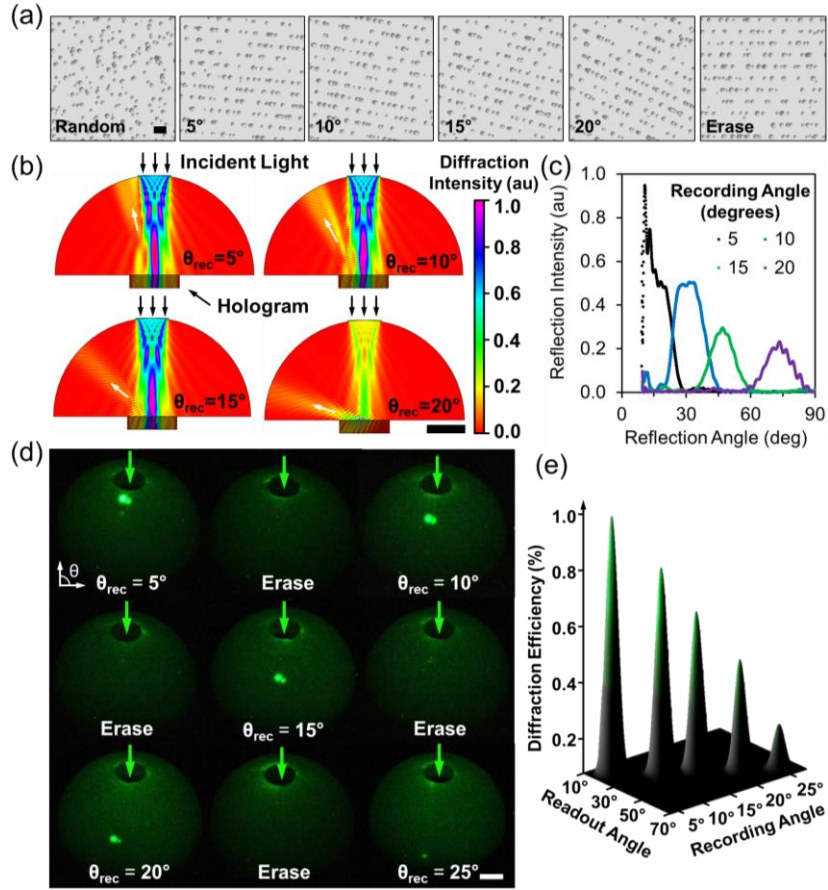 (a)
Random
5°
10°
15°
20°
Erase
(b)
Incident Light
Diffraction
Intensity (au)
1.0
0.8
0.6
0.4
0.2
0.0
θrec=5°
θrec=10°
Hologram
θrec=15°
θrec=20°
(c)
Reflection Intensity (au)
1.0
0.8
0.6
0.4
0.2
0.0
Recording Angle
(degrees)
5 10
15 20
0 30 60 90
Reflection Angle (deg)
(d)
θ
θrec = 5°
Erase
θrec = 10°
Erase
θrec = 15°
Erase
θrec = 20°
Erase
θrec = 25°
(e)
Diffraction Efficiency (%)
1.0
0.8
0.6
0.4
0.2
10°
30°
50°
70°
Readout Angle
5°
10°
15°
20°
25°
Recording Angle